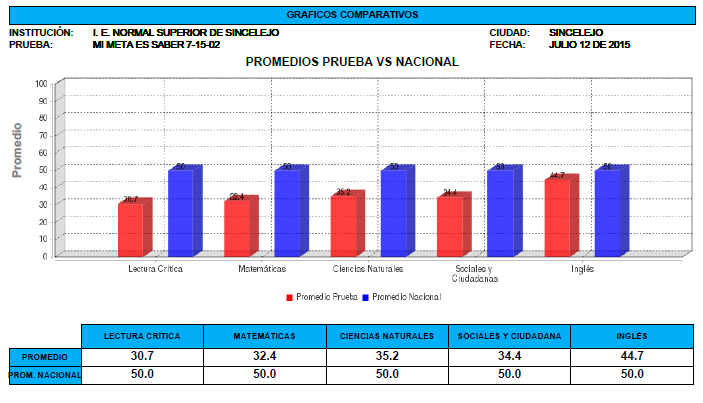 GRAFICOS COMPARATIVOS
INSTITUCIÓN: I. E. NORMAL SUPERIOR DE SINCELEJO CIUDAD: SINCELEJO
PRUEBA: MI META ES SABER 7-15-02 FECHA: JULIO 12 DE 2015
PROMEDIOS PRUEBA VS NACIONAL
Promedio
100
90
80
70
60
50
40
30
20
10
0
30.7 50 32.4 50 35.2 50 34.4 50 44.7 50
Lectura Crítica Matemáticas Ciencias Naturales Sociales y Inglés
Ciudadanas
Promedio Prueba Promedio Nacional
LECTURA CRÍTICA MATEMÁTICAS CIENCIAS NATURALES SOCIALES Y CIUDADANA INGLÉS
PROMEDIO 30.7 32.4 35.2 34.4 44.7
PROM. NACIONAL 50.0 50.0 50.0 50.0 50.0